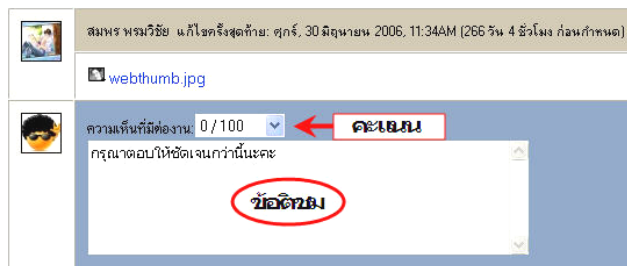 สมพร พรมวิชัย แก้ไขครั้งสุดท้าย: ศุกร์, 30 มิถุนายน 2006, 11:34AM (266 วัน 4 ชั่วโมง ก่อนกำหนด)
webthumb.jpg
ความเห็นที่มีต่องาน: 0 / 100 คะแนน
กรุณาตอบให้ชัดเจนกว่านี้นะคะ
ข้อติชม